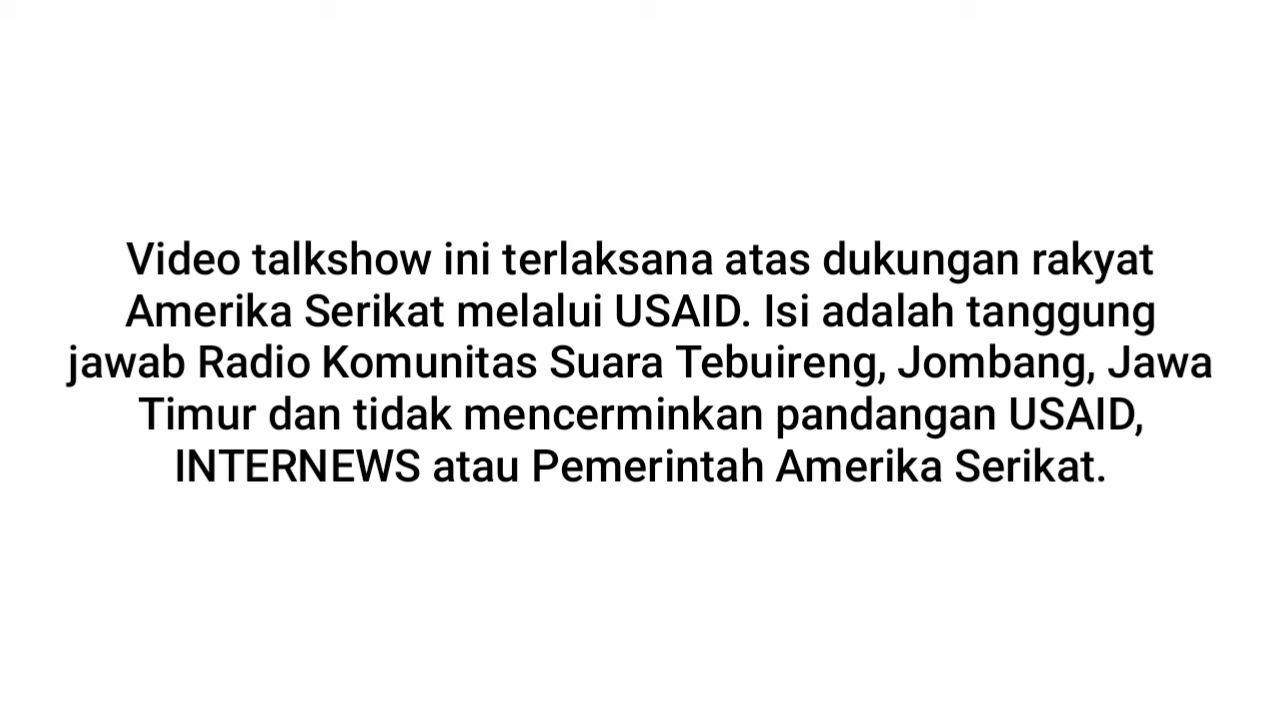 Video talkshow ini terlaksana atas dukungan rakyat
Amerika Serikat melalui USAID. Isi adalah tanggung
jawab Radio Komunitas Suara Tebuireng, Jombang, Jawa
Timur dan tidak mencerminkan pandangan USAID,
INTERNEWS atau Pemerintah Amerika Serikat.